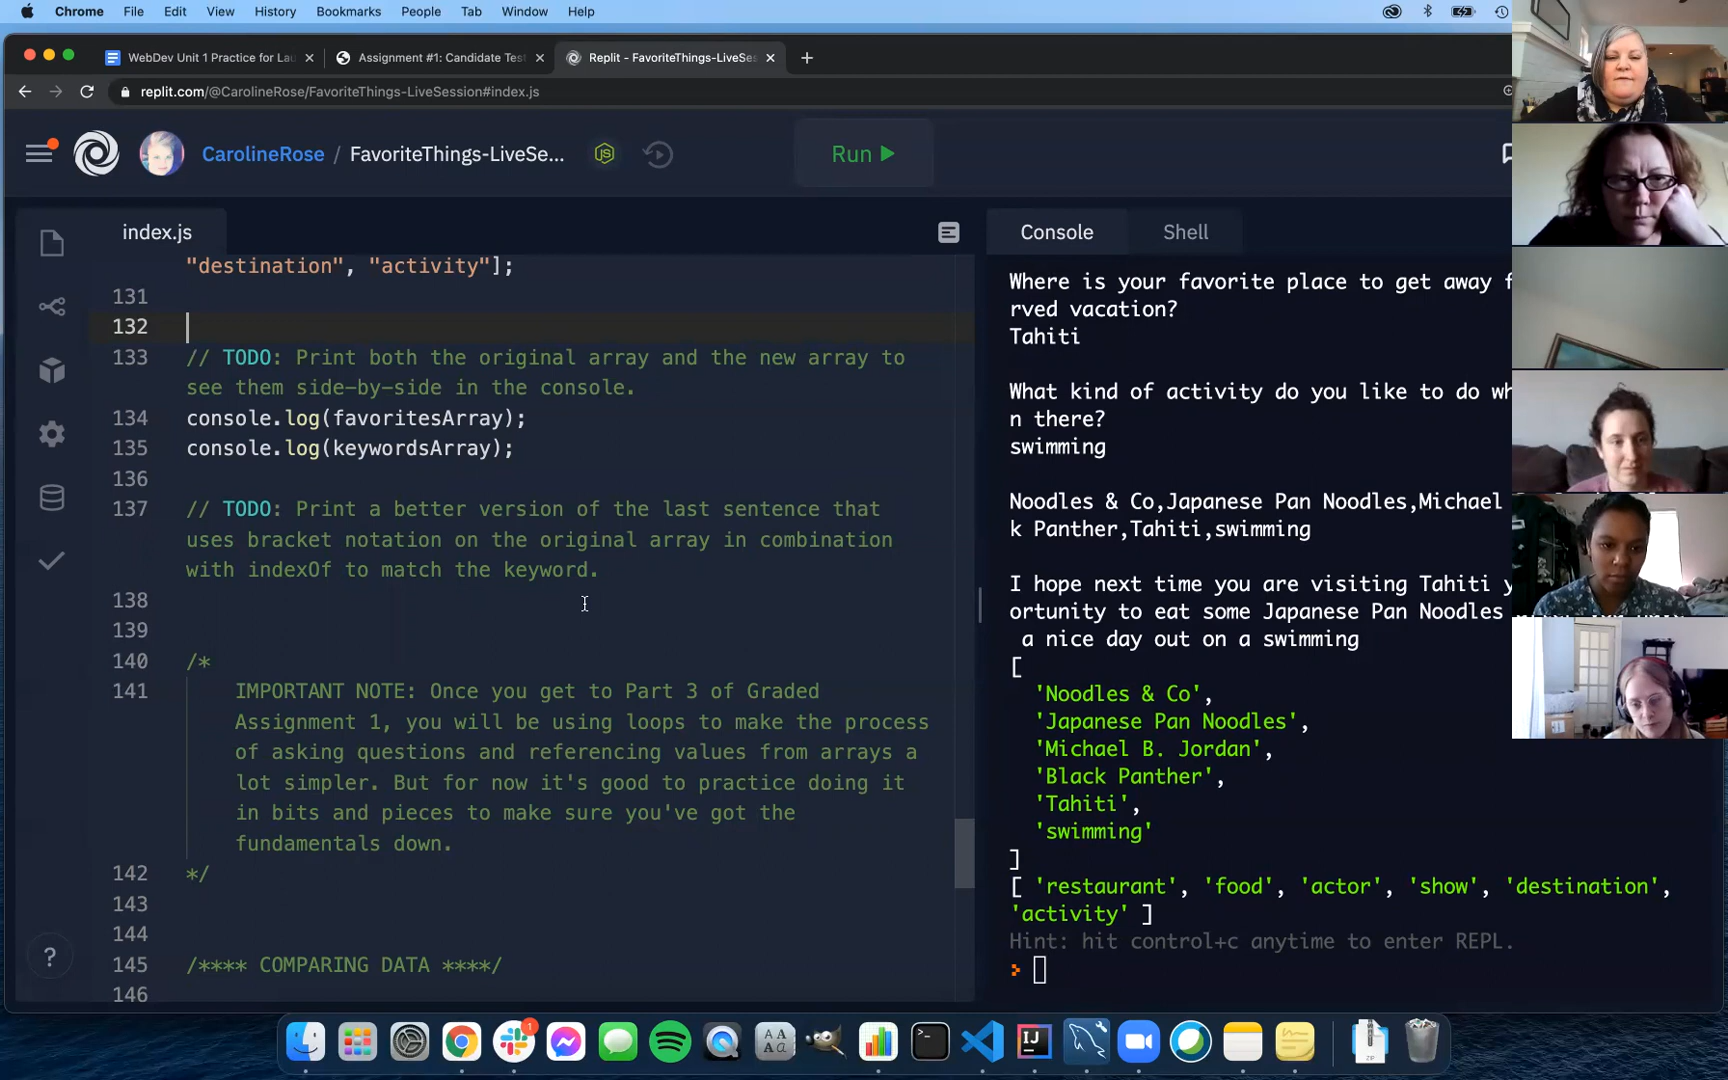 Chrome File Edit View History Bookmarks People Tab Window Help
WebDev Unit 1 Practice for Lau
Assignment #1: Candidate Test
Replit - FavoriteThings-LiveSes
replit.com/@CarolineRose/FavoriteThings-LiveSession#index.js
CarolineRose / FavoriteThings-LiveSe...
Run
index.js
"destination", "activity"];
131
132
133 // TODO: Print both the original array and the new array to
see them side-by-side in the console.
134 console.log(favoritesArray);
135 console.log(keywordsArray);
136
137 // TODO: Print a better version of the last sentence that
uses bracket notation on the original array in combination
with indexOf to match the keyword.
138
139
140 /*
141 IMPORTANT NOTE: Once you get to Part 3 of Graded
Assignment 1, you will be using loops to make the process
of asking questions and referencing values from arrays a
lot simpler. But for now it's good to practice doing it
in bits and pieces to make sure you've got the
fundamentals down.
142 */
143
144
145 /**** COMPARING DATA ****/
146
Console Shell
Where is your favorite place to get away f
rved vacation?
Tahiti
What kind of activity do you like to do wh
n there?
swimming
Noodles & Co,Japanese Pan Noodles,Michael
k Panther,Tahiti,swimming
I hope next time you are visiting Tahiti y
ortunity to eat some Japanese Pan Noodles
a nice day out on a swimming
[
'Noodles & Co',
'Japanese Pan Noodles',
'Michael B. Jordan',
'Black Panther',
'Tahiti',
'swimming'
]
[ 'restaurant', 'food', 'actor', 'show', 'destination',
'activity' ]
Hint: hit control+c anytime to enter REPL.
>
?
1
JS
IJ
ZIP